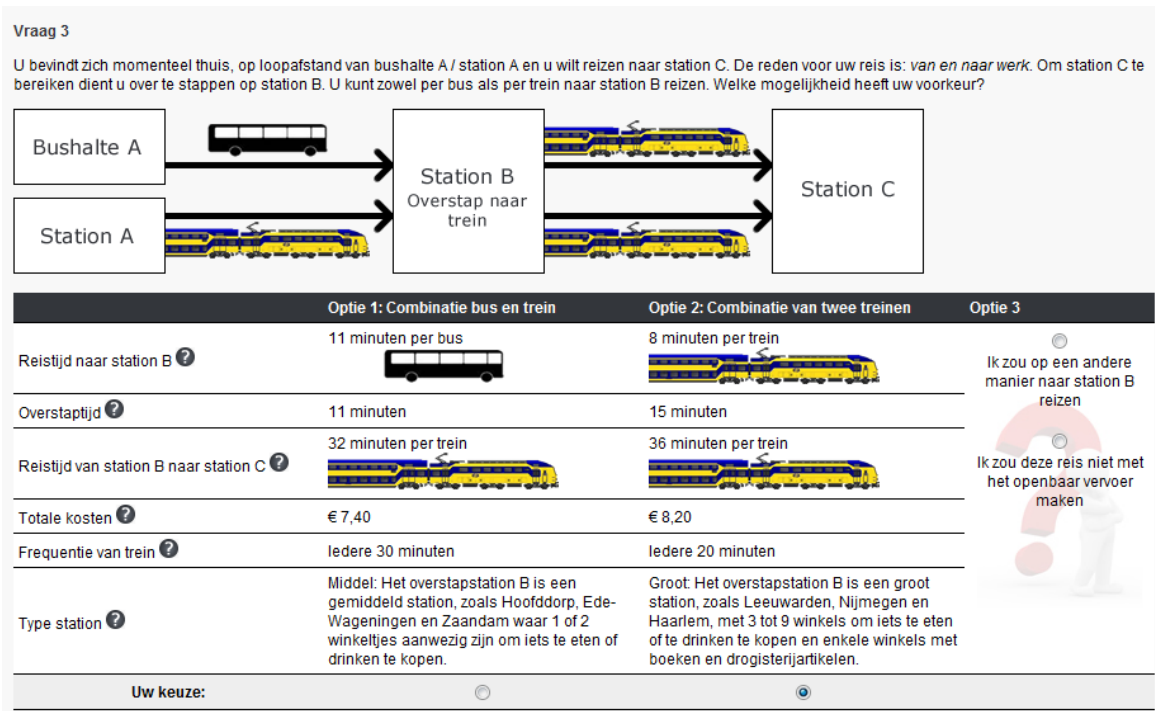 Vraag 3
U bevindt zich momenteel thuis, op loopafstand van bushalte A / station A en u wilt reizen naar station C. De reden voor uw reis is: van en naar werk. Om station C te
bereiken dient u over te stappen op station B. U kunt zowel per bus als per trein naar station B reizen. Welke mogelijkheid heeft uw voorkeur?
Bushalte A
Station A
Station B
Overstap naar
trein
Station C
Optie 1: Combinatie bus en trein
Optie 2: Combinatie van twee treinen
Optie 3
Reistijd naar station B ?
11 minuten per bus
8 minuten per trein
Ik zou op een andere
manier naar station B
reizen
Overstaptijd ?
11 minuten
15 minuten
Reistijd van station B naar station C ?
32 minuten per trein
36 minuten per trein
Ik zou deze reis niet met
het openbaar vervoer
maken
Totale kosten ?
€ 7,40
€ 8,20
Frequentie van trein ?
Iedere 30 minuten
Iedere 20 minuten
Type station ?
Middel: Het overstapstation B is een
gemiddeld station, zoals Hoofddorp, Ede-
Wageningen en Zaandam waar 1 of 2
winkeltjes aanwezig zijn om iets te eten of
drinken te kopen.
Groot: Het overstapstation B is een groot
station, zoals Leeuwarden, Nijmegen en
Haarlem, met 3 tot 9 winkels om iets te eten
of te drinken te kopen en enkele winkels met
boeken en drogisterijartikelen.
Uw keuze: